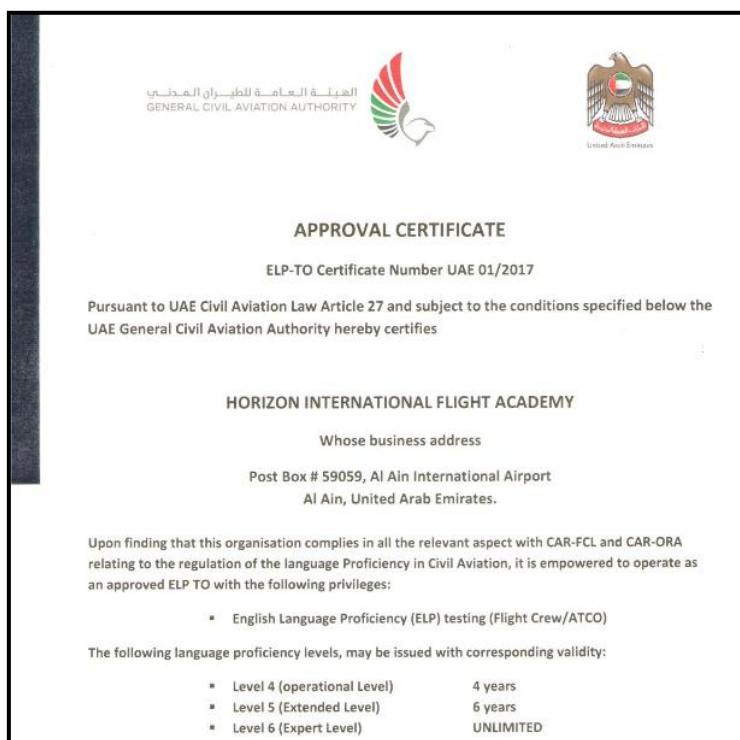 الهيئة العامة للطيران المدني
GENERAL CIVIL AVIATION AUTHORITY
United Arab Emirates
APPROVAL CERTIFICATE
ELP-TO Certificate Number UAE 01/2017
Pursuant to UAE Civil Aviation Law Article 27 and subject to the conditions specified below the
UAE General Civil Aviation Authority hereby certifies
HORIZON INTERNATIONAL FLIGHT ACADEMY
Whose business address
Post Box # 59059, Al Ain International Airport
Al Ain, United Arab Emirates.
Upon finding that this organisation complies in all the relevant aspect with CAR-FCL and CAR-ORA
relating to the regulation of the language Proficiency in Civil Aviation, it is empowered to operate as
an approved ELP TO with the following privileges:
▪ English Language Proficiency (ELP) testing (Flight Crew/ATCO)
The following language proficiency levels, may be issued with corresponding validity:
▪ Level 4 (operational Level) 4 years
▪ Level 5 (Extended Level) 6 years
▪ Level 6 (Expert Level) UNLIMITED